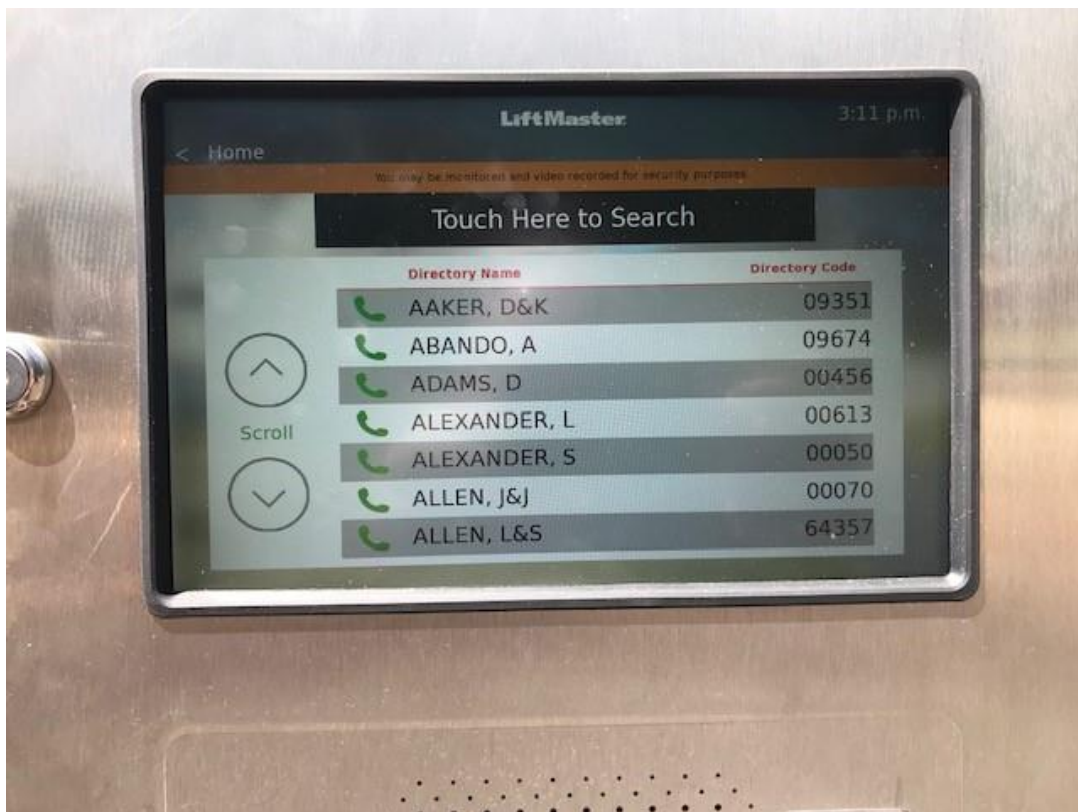 LiftMaster
3:11 p.m.
< Home
You may be monitored and video recorded for security purposes
Touch Here to Search
Directory Name Directory Code
AAKER, D&K 09351
ABANDO, A 09674
ADAMS, D 00456
ALEXANDER, L 00613
Scroll
ALEXANDER, S 00050
ALLEN, J&J 00070
ALLEN, L&S 64357